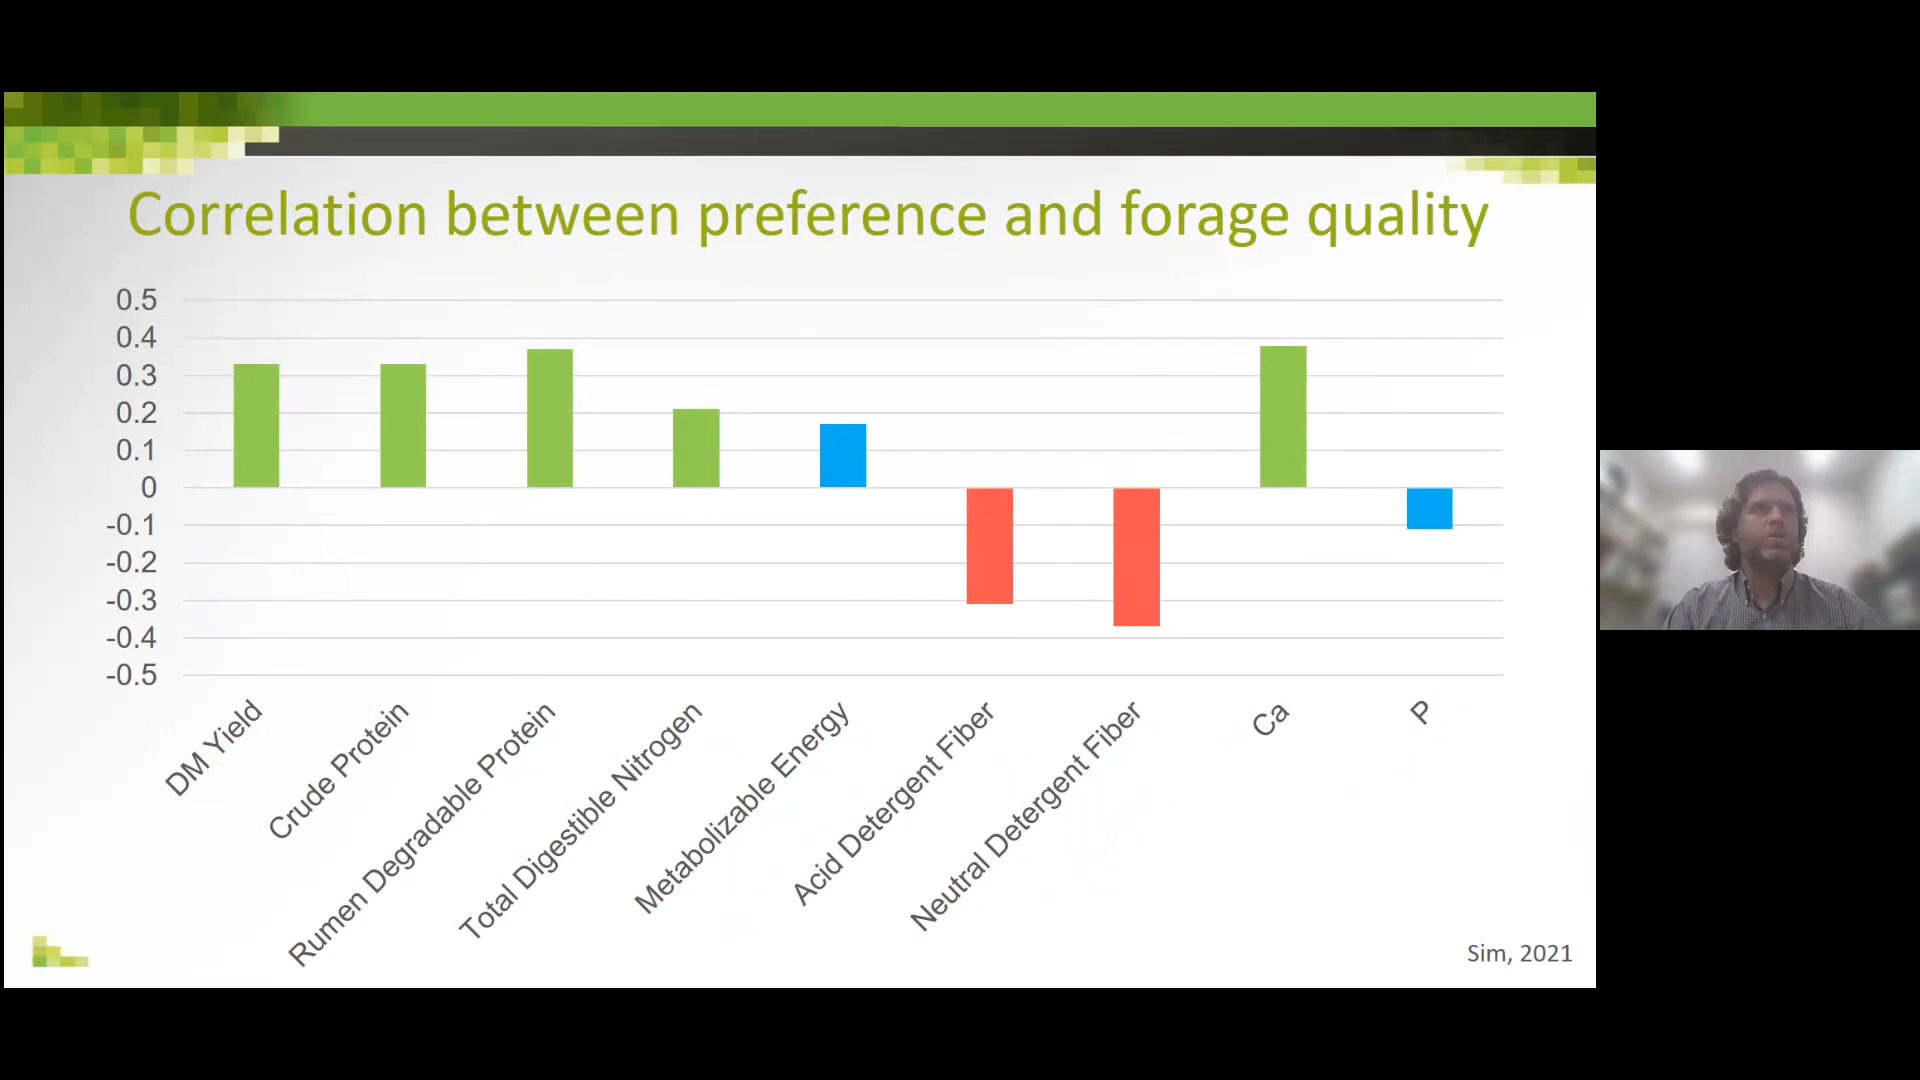 Correlation between preference and forage quality
0.5
0.4
0.3
0.2
0.1
0
-0.1
-0.2
-0.3
-0.4
-0.5
DM Yield
Crude Protein
Rumen Degradable Protein
Total Digestible Nitrogen
Metabolizable Energy
Acid Detergent Fiber
Neutral Detergent Fiber
Ca
P
Sim, 2021